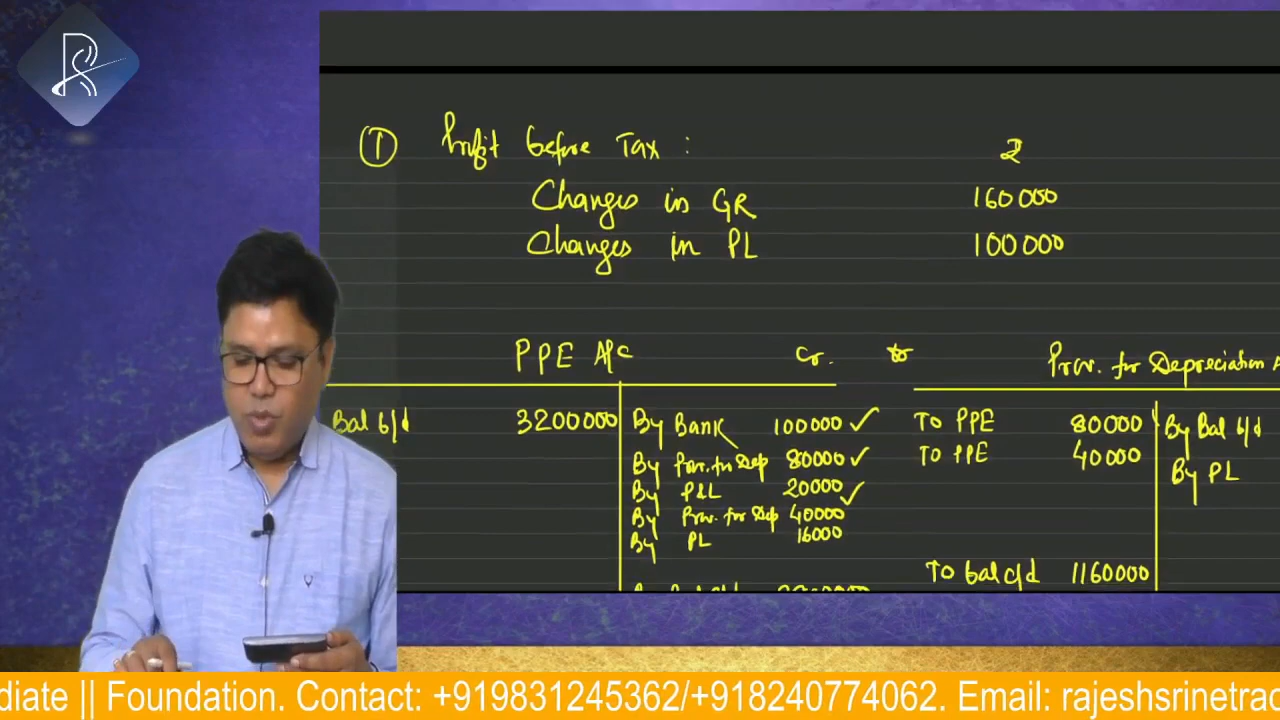 RS
① Profit before Tax : ₹
Changes in GR 160000
Changes in PL 100000
PPE A/c Cr.
Bal b/d 3200000
By Bank 100000 ✓
By Prov. for Dep 80000 ✓
By P&L 20000 ✓
By Prov. for Dep 40000
By PL 16000
Prov. for Depreciation A
To PPE 80000 By Bal b/d
To PPE 40000 By PL
To bal c/d 1160000
diate || Foundation. Contact: +919831245362/+918240774062. Email: rajeshsrinetrac